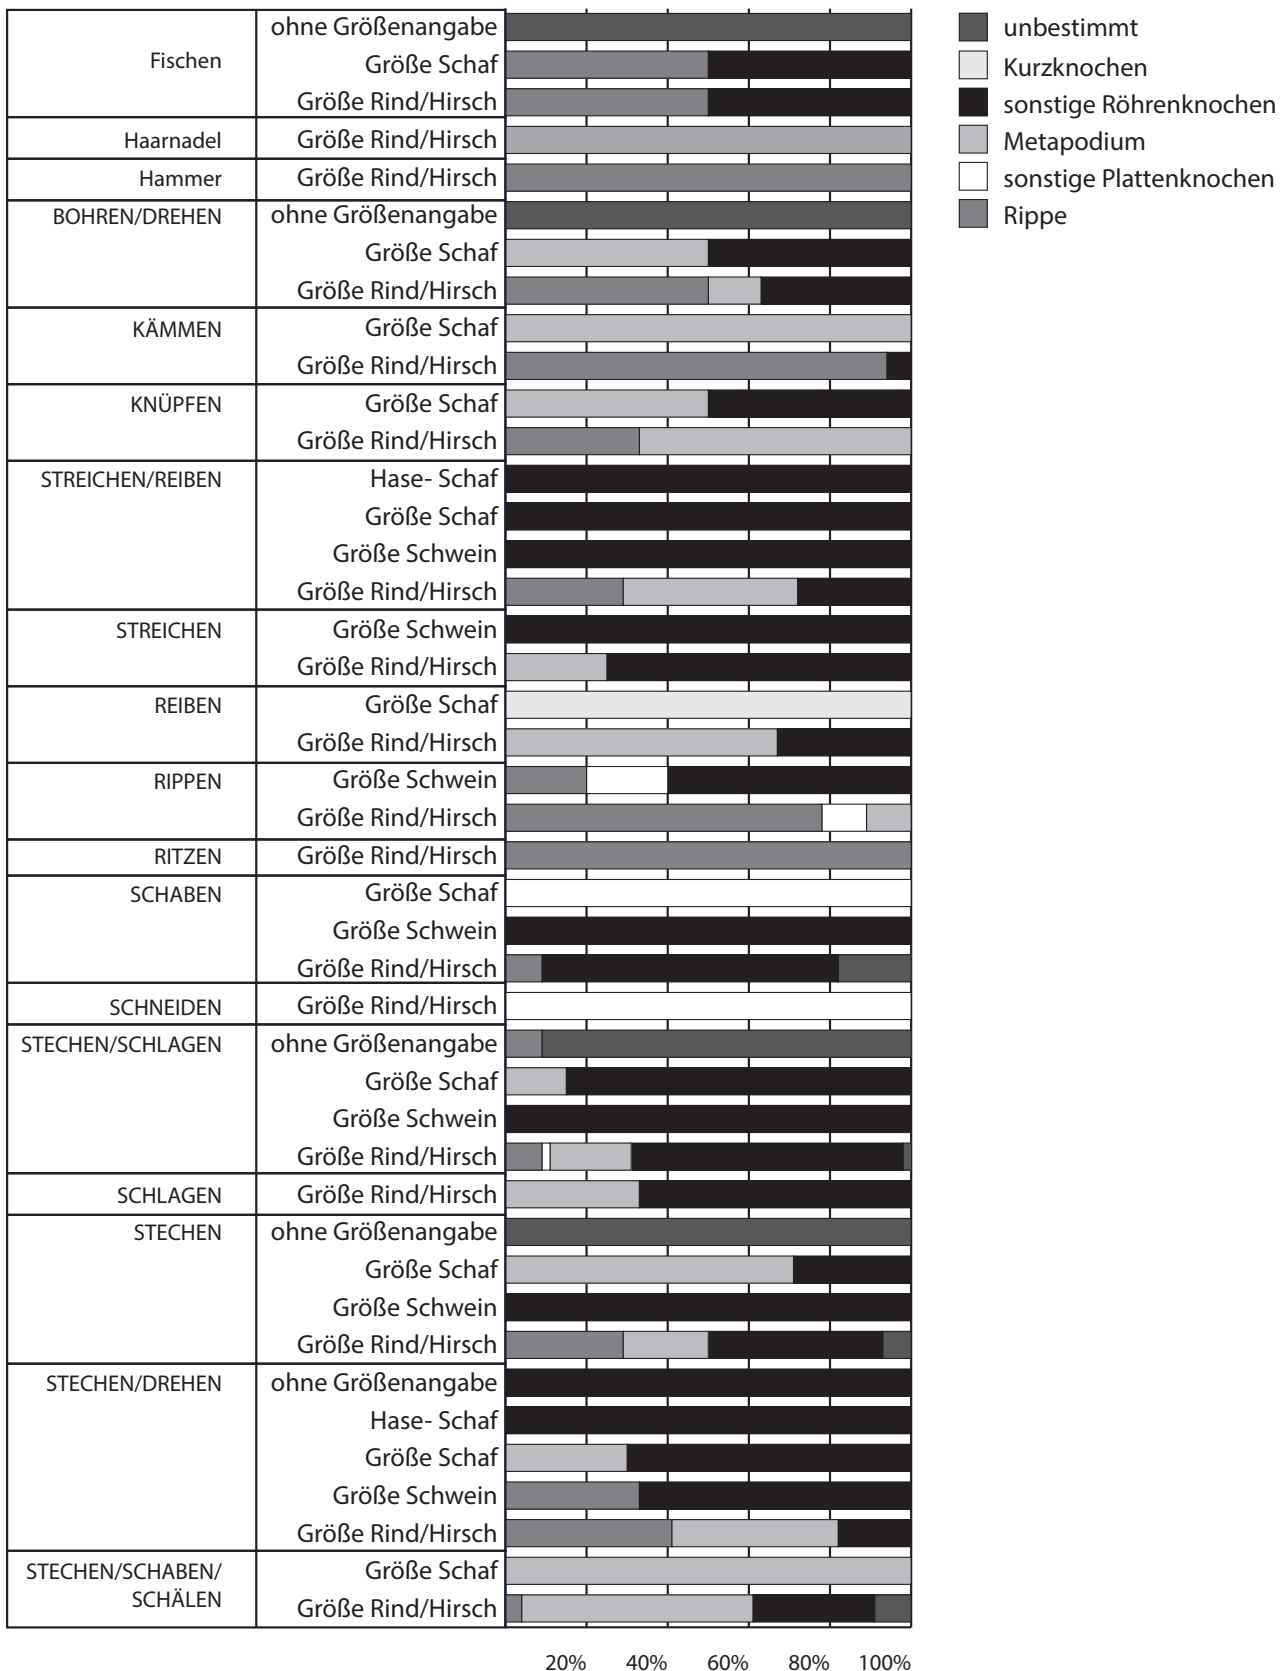 Fischen
ohne Größenangabe
Größe Schaf
Größe Rind/Hirsch
Haarnadel
Größe Rind/Hirsch
Hammer
Größe Rind/Hirsch
BOHREN/DREHEN
ohne Größenangabe
Größe Schaf
Größe Rind/Hirsch
KÄMMEN
Größe Schaf
Größe Rind/Hirsch
KNÜPFEN
Größe Schaf
Größe Rind/Hirsch
STREICHEN/REIBEN
Hase- Schaf
Größe Schaf
Größe Schwein
Größe Rind/Hirsch
STREICHEN
Größe Schwein
Größe Rind/Hirsch
REIBEN
Größe Schaf
Größe Rind/Hirsch
RIPPEN
Größe Schwein
Größe Rind/Hirsch
RITZEN
Größe Rind/Hirsch
SCHABEN
Größe Schaf
Größe Schwein
Größe Rind/Hirsch
SCHNEIDEN
Größe Rind/Hirsch
STECHEN/SCHLAGEN
ohne Größenangabe
Größe Schaf
Größe Schwein
Größe Rind/Hirsch
SCHLAGEN
Größe Rind/Hirsch
STECHEN
ohne Größenangabe
Größe Schaf
Größe Schwein
Größe Rind/Hirsch
STECHEN/DREHEN
ohne Größenangabe
Hase- Schaf
Größe Schaf
Größe Schwein
Größe Rind/Hirsch
STECHEN/SCHABEN/
SCHÄLEN
Größe Schaf
Größe Rind/Hirsch
20% 40% 60% 80% 100%
unbestimmt
Kurzknochen
sonstige Röhrenknochen
Metapodium
sonstige Plattenknochen
Rippe